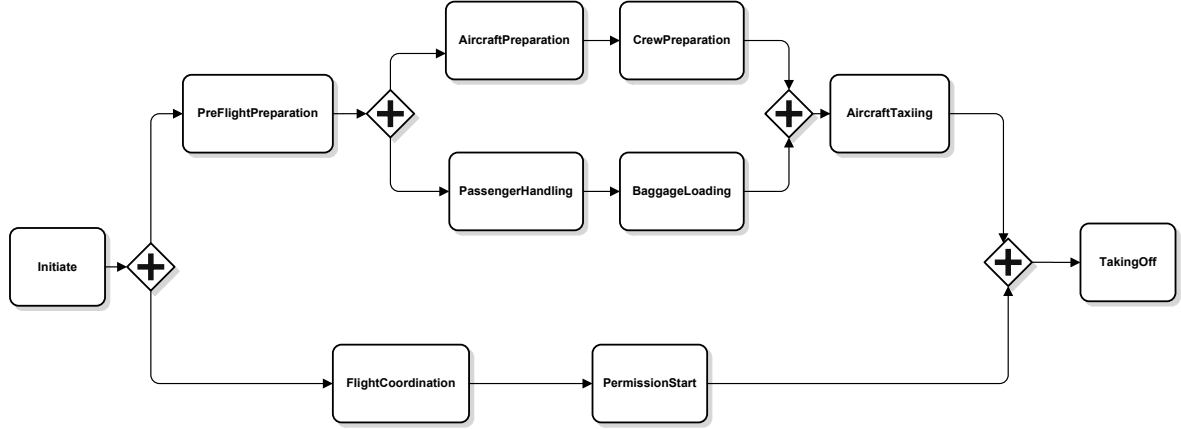 AircraftPreparation
CrewPreparation
PreFlightPreparation
AircraftTaxiing
PassengerHandling
BaggageLoading
Initiate
TakingOff
FlightCoordination
PermissionStart